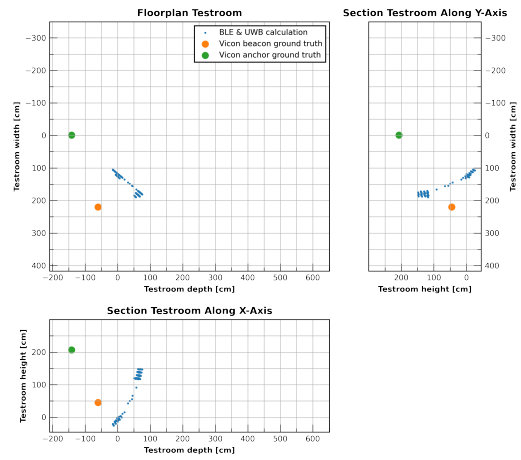 Floorplan Testroom
BLE & UWB calculation
Vicon beacon ground truth
Vicon anchor ground truth
−300
−200
−100
0
100
200
300
400
Testroom width [cm]
−200 −100 0 100 200 300 400 500 600
Testroom depth [cm]
Section Testroom Along Y-Axis
−300
−200
−100
0
100
200
300
400
Testroom width [cm]
200 100 0
Testroom height [cm]
Section Testroom Along X-Axis
200
100
0
Testroom height [cm]
−200 −100 0 100 200 300 400 500 600
Testroom depth [cm]